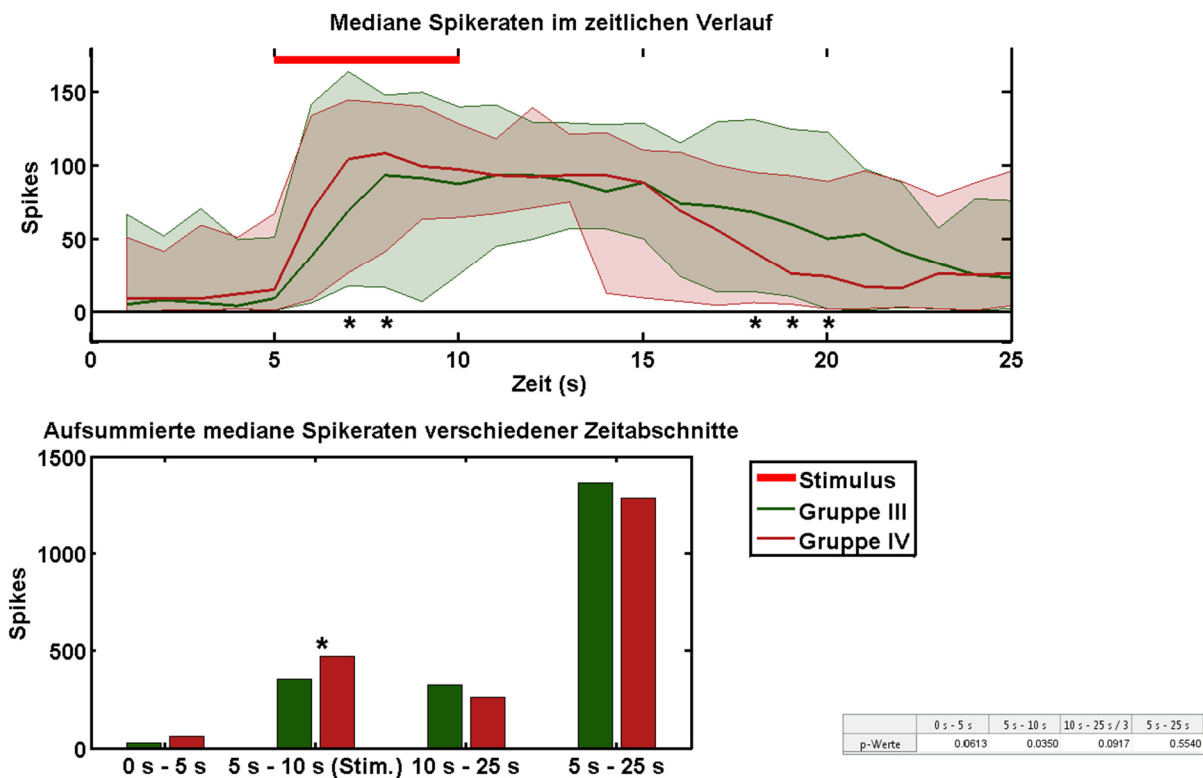 Mediane Spikeraten im zeitlichen Verlauf
Spikes
150
100
50
0
* * * * *
0 5 10 15 20 25
Zeit (s)
Aufsummierte mediane Spikeraten verschiedener Zeitabschnitte
Spikes
1500
1000
500
0
*
0 s - 5 s 5 s - 10 s (Stim.) 10 s - 25 s 5 s - 25 s
Stimulus
Gruppe III
Gruppe IV
0 s - 5 s 5 s - 10 s 10 s - 25 s / 3 5 s - 25 s
p-Werte 0.0613 0.0350 0.0917 0.5540